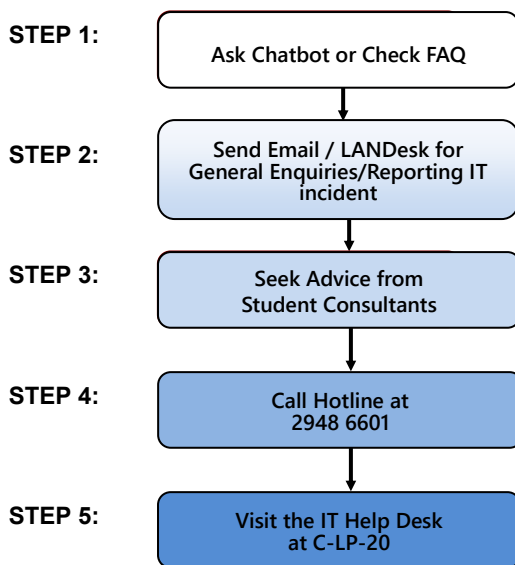 STEP 1:
Ask Chatbot or Check FAQ
STEP 2:
Send Email / LANDesk for
General Enquiries/Reporting IT
incident
STEP 3:
Seek Advice from
Student Consultants
STEP 4:
Call Hotline at
2948 6601
STEP 5:
Visit the IT Help Desk
at C-LP-20